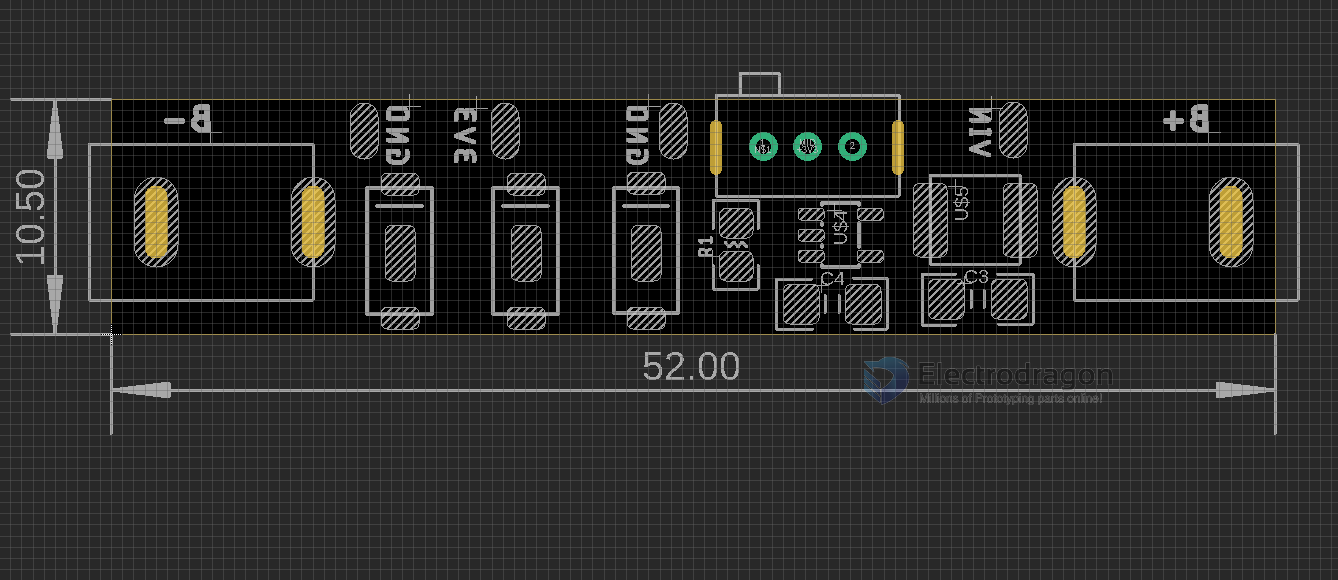 B-
GND
3V3
GND
VIN
B+
10.50
2
R1
U$4
U$5
C4
C3
52.00
Electrodragon
Millions of Prototyping parts online!